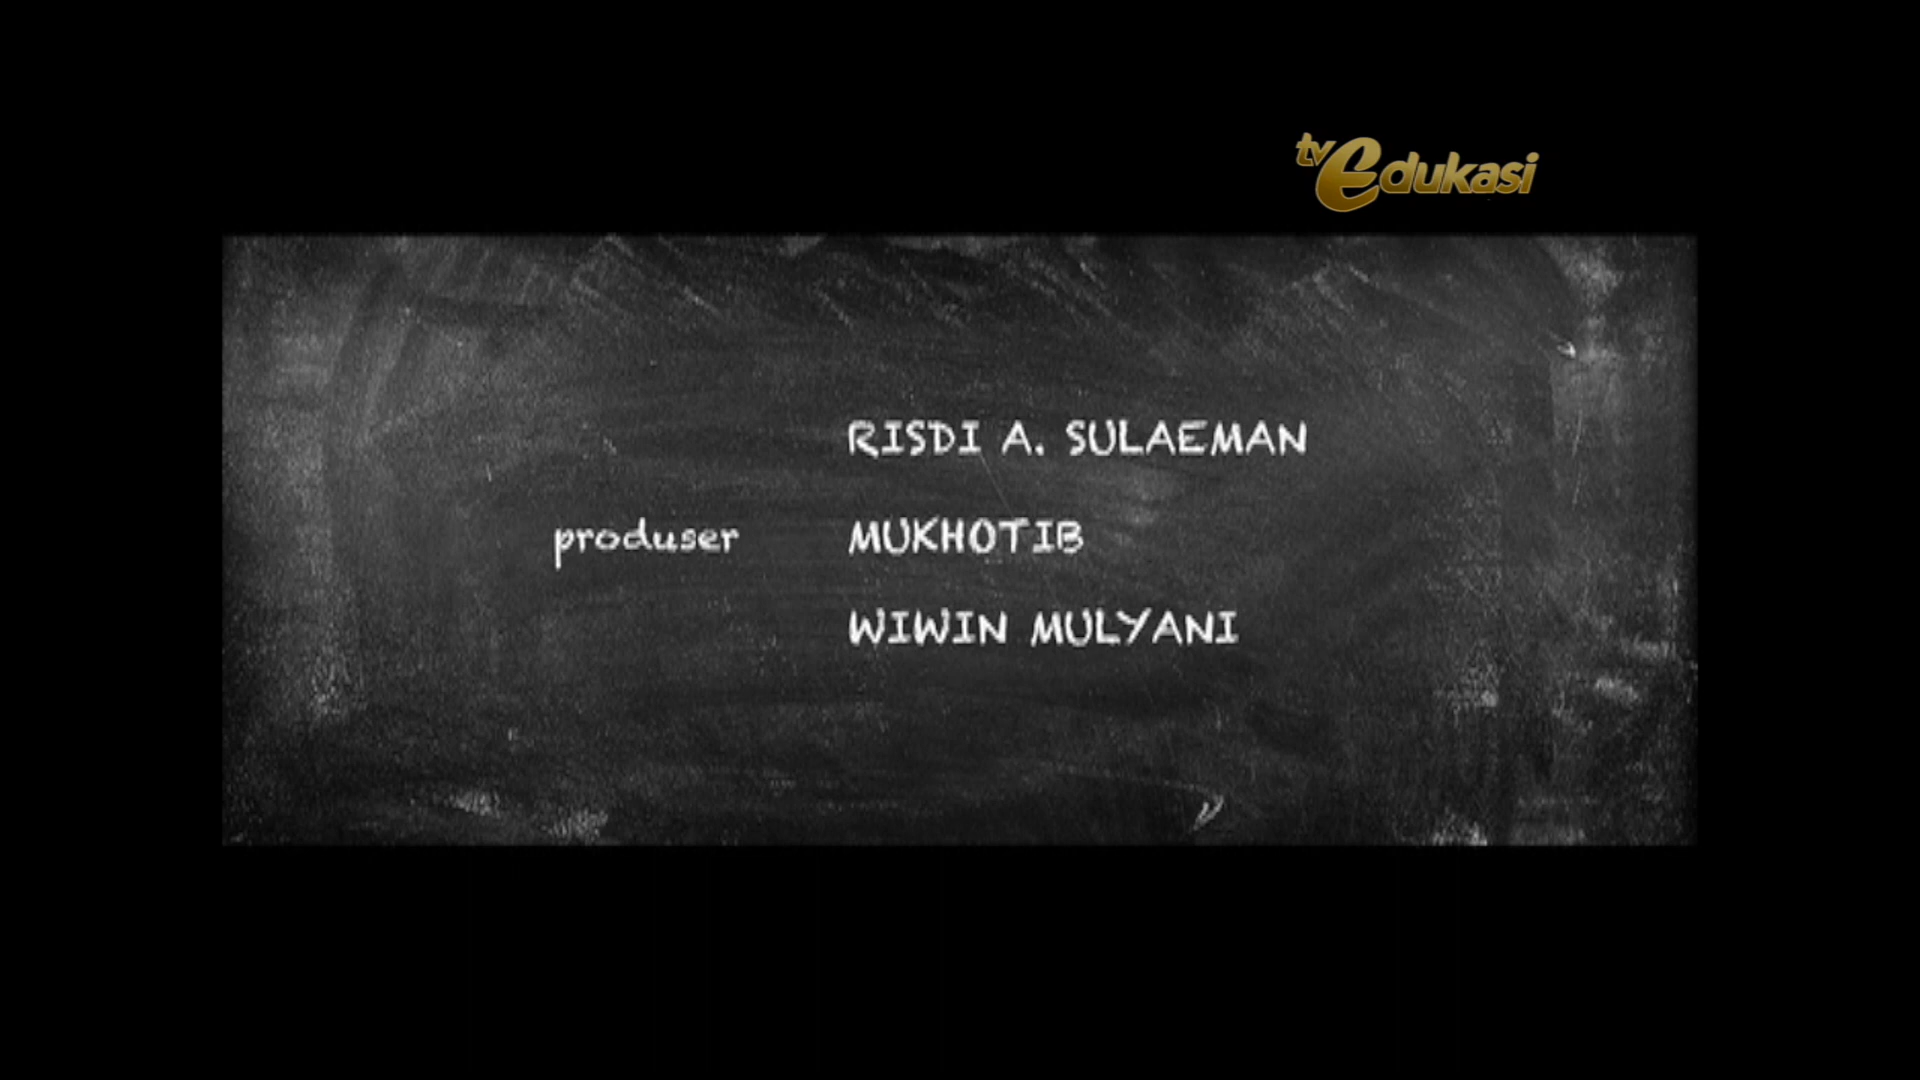 tv edukasi
RISDI A. SULAEMAN
produser MUKHOTIB
WIWIN MULYANI